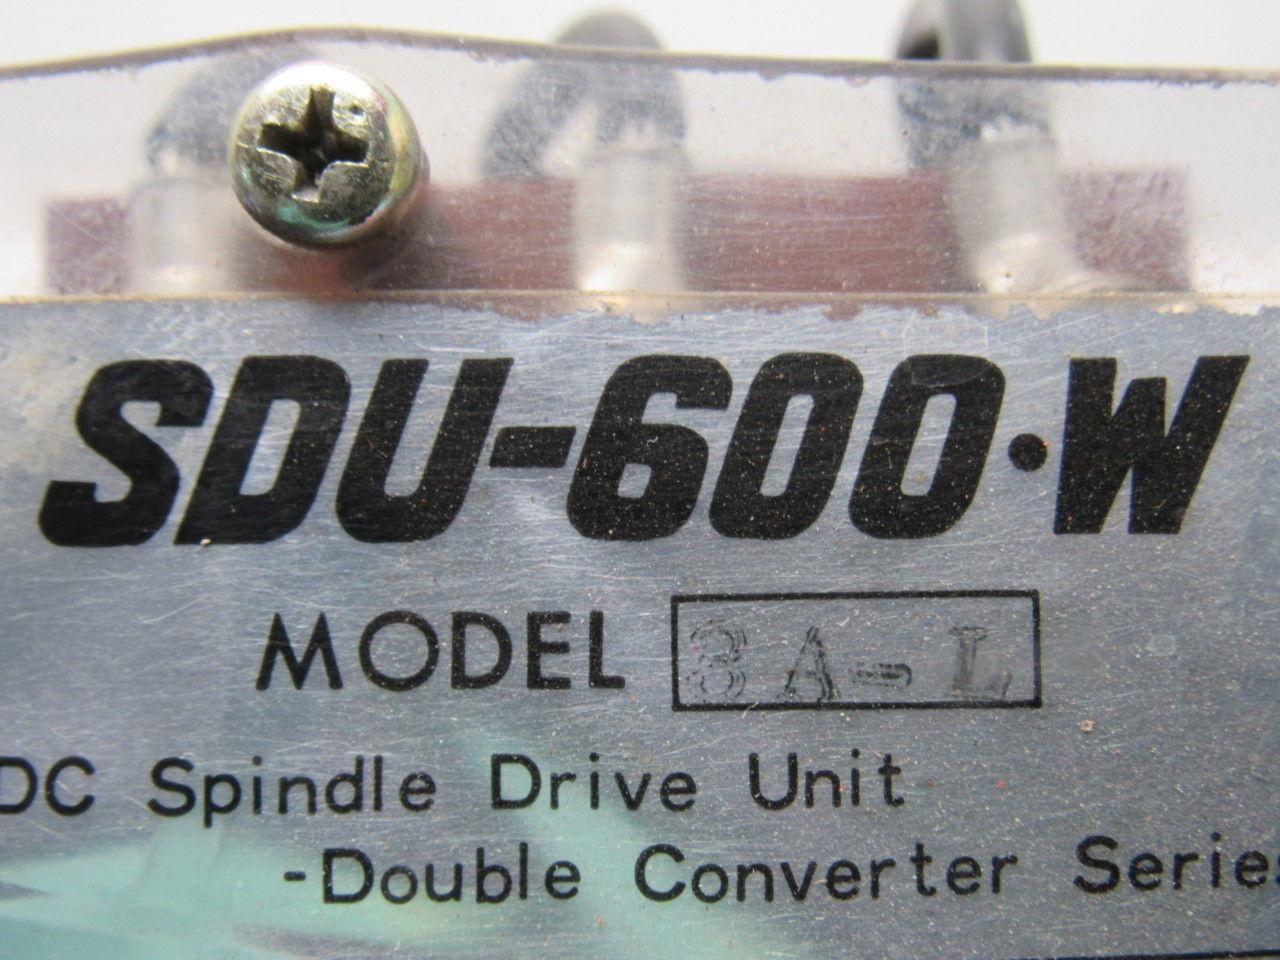 SDU-600·W
MODEL 8A-L
DC Spindle Drive Unit
-Double Converter Series